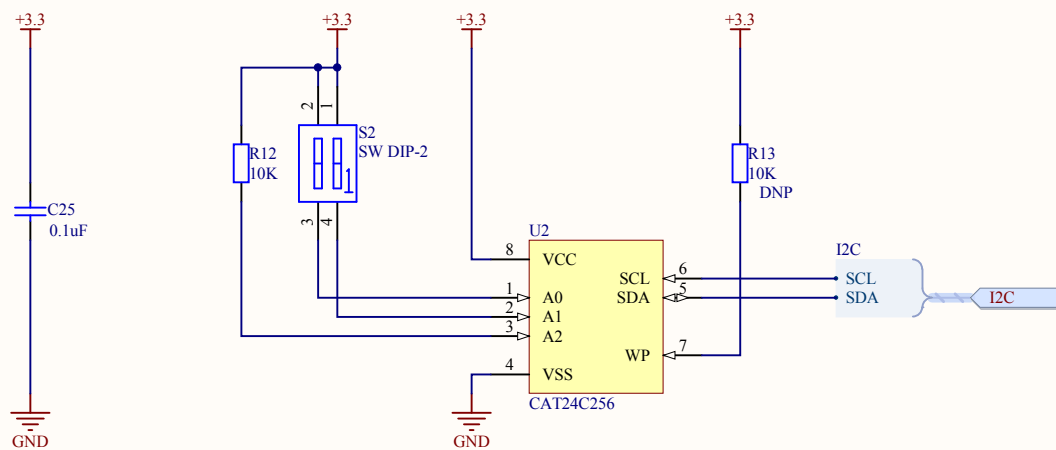 +3.3
+3.3
+3.3
+3.3
2
1
S2
SW DIP-2
1
R12
10K
R13
10K
DNP
C25
0.1uF
3
4
U2
8
VCC
1
A0
2
A1
3
A2
4
VSS
SCL
6
SDA
5
WP
7
CAT24C256
I2C
SCL
SDA
I2C
GND
GND